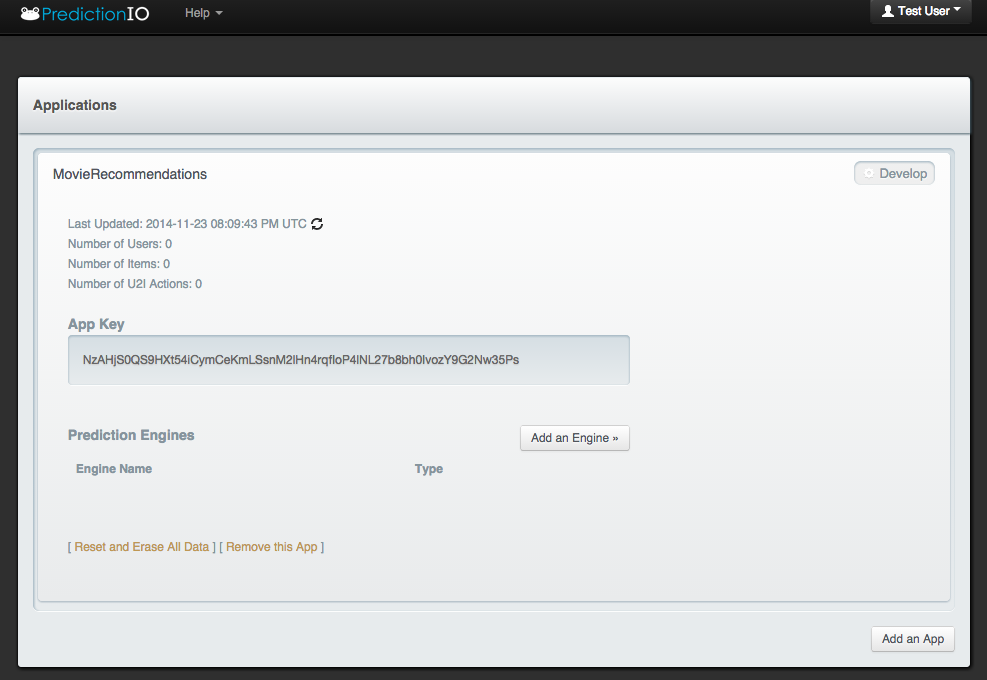 PredictionIO Help Test User
Applications
MovieRecommendations Develop
Last Updated: 2014-11-23 08:09:43 PM UTC
Number of Users: 0
Number of Items: 0
Number of U2I Actions: 0
App Key
NzAHjS0QS9HXt54iCymCeKmLSsnM2lHn4rqfIoP4lNL27b8bh0IvozY9G2Nw35Ps
Prediction Engines Add an Engine »
Engine Name Type
[ Reset and Erase All Data ] [ Remove this App ]
Add an App